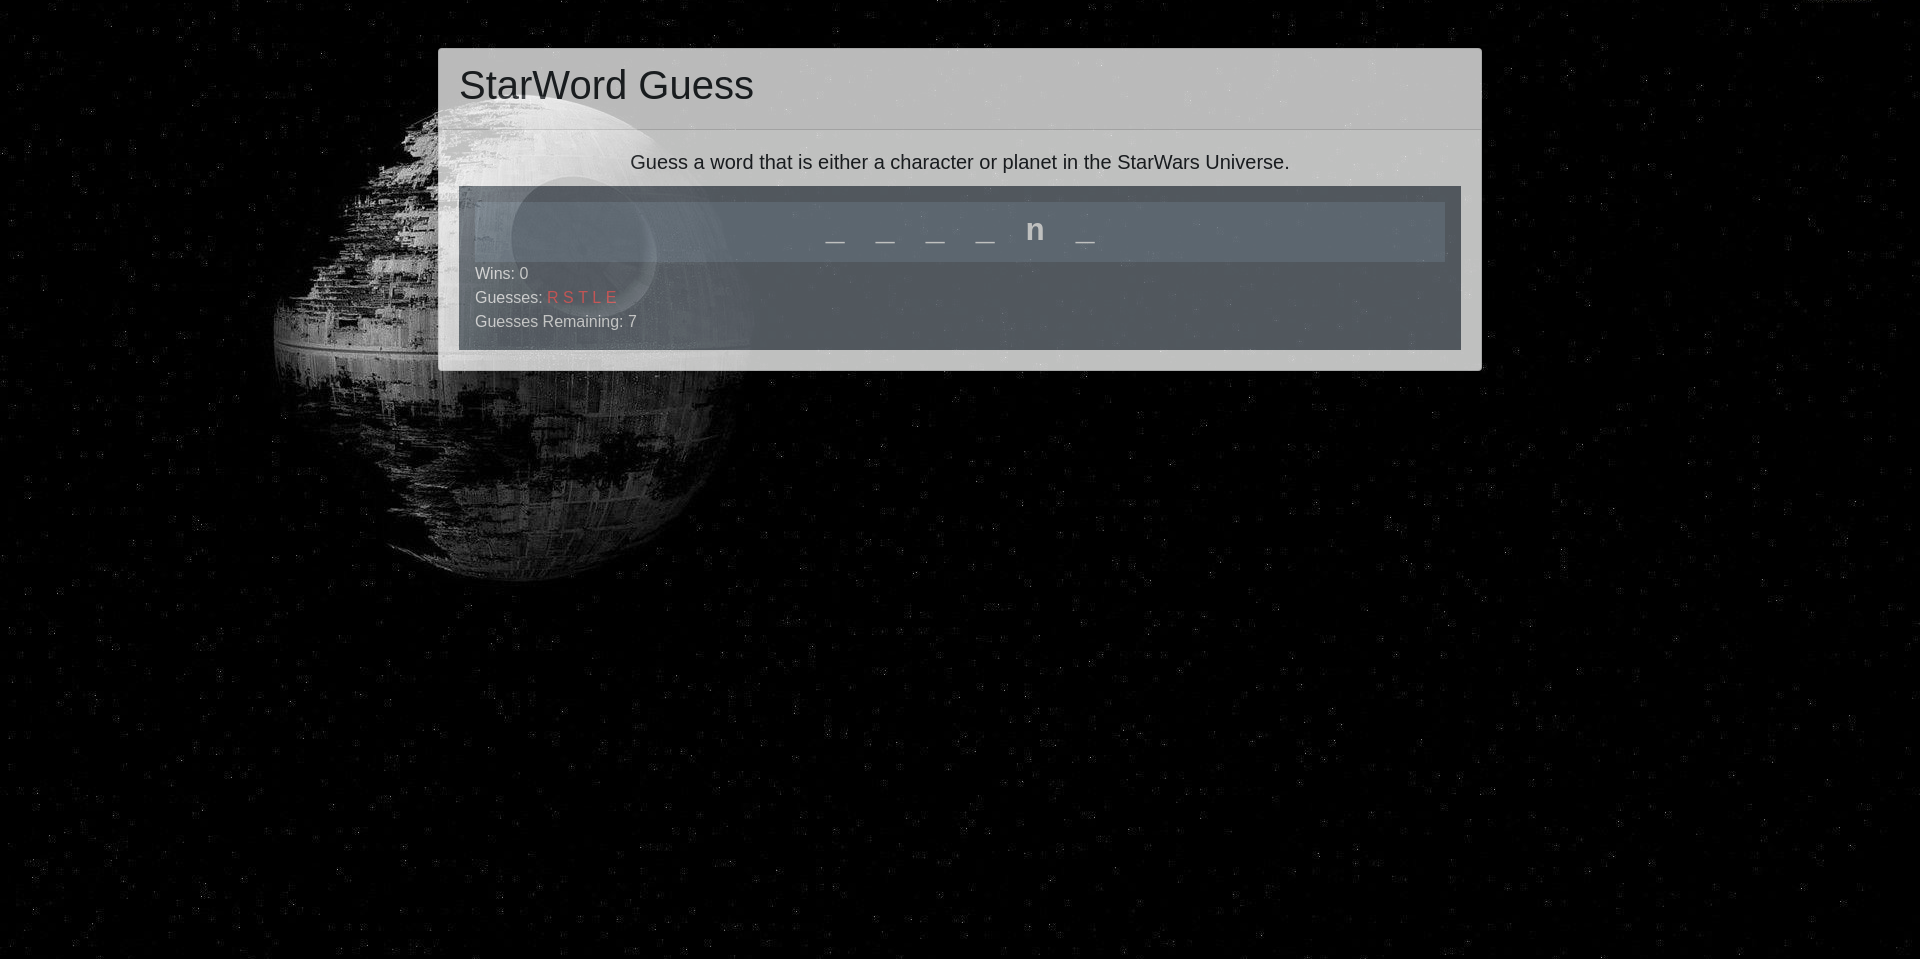 StarWord Guess
Guess a word that is either a character or planet in the StarWars Universe.
_ _ _ _ n _
Wins: 0
Guesses: R S T L E
Guesses Remaining: 7